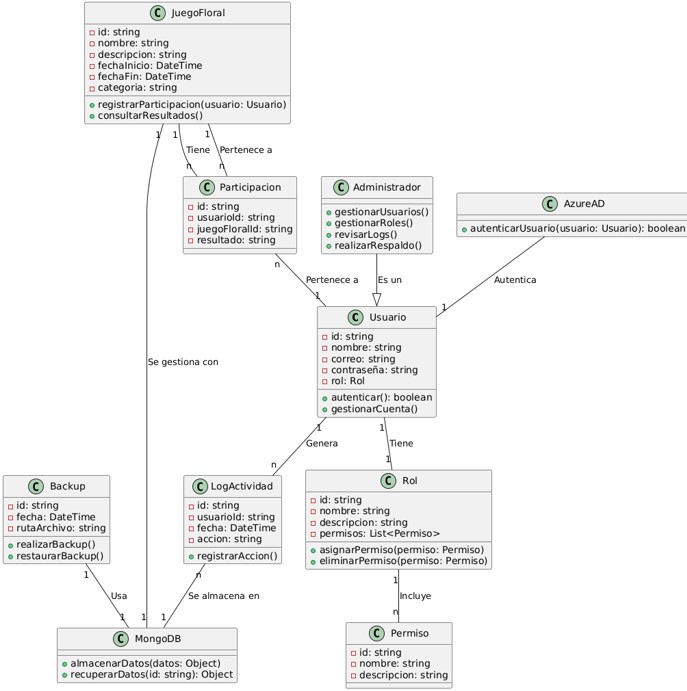 C JuegoFloral
id: string
nombre: string
descripcion: string
fechaInicio: DateTime
fechaFin: DateTime
categoria: string
registrarParticipacion(usuario: Usuario)
consultarResultados()
1
1
1
Tiene
Pertenece a
n
n
C Participacion
id: string
usuarioId: string
juegoFloralId: string
resultado: string
C Administrador
gestionarUsuarios()
gestionarRoles()
revisarLogs()
realizarRespaldo()
C AzureAD
autenticarUsuario(usuario: Usuario): boolean
n
Pertenece a
1
Es un
Autentica
1
C Usuario
id: string
nombre: string
correo: string
contraseña: string
rol: Rol
autenticar(): boolean
gestionarCuenta()
Se gestiona con
1
Genera
n
1
Tiene
1
C Backup
id: string
fecha: DateTime
rutaArchivo: string
realizarBackup()
restaurarBackup()
C LogActividad
id: string
usuarioId: string
fecha: DateTime
accion: string
registrarAccion()
C Rol
id: string
nombre: string
descripcion: string
permisos: List<Permiso>
asignarPermiso(permiso: Permiso)
eliminarPermiso(permiso: Permiso)
1
Usa
1
1
n
Se almacena en
1
1
Incluye
n
C MongoDB
almacenarDatos(datos: Object)
recuperarDatos(id: string): Object
C Permiso
id: string
nombre: string
descripcion: string